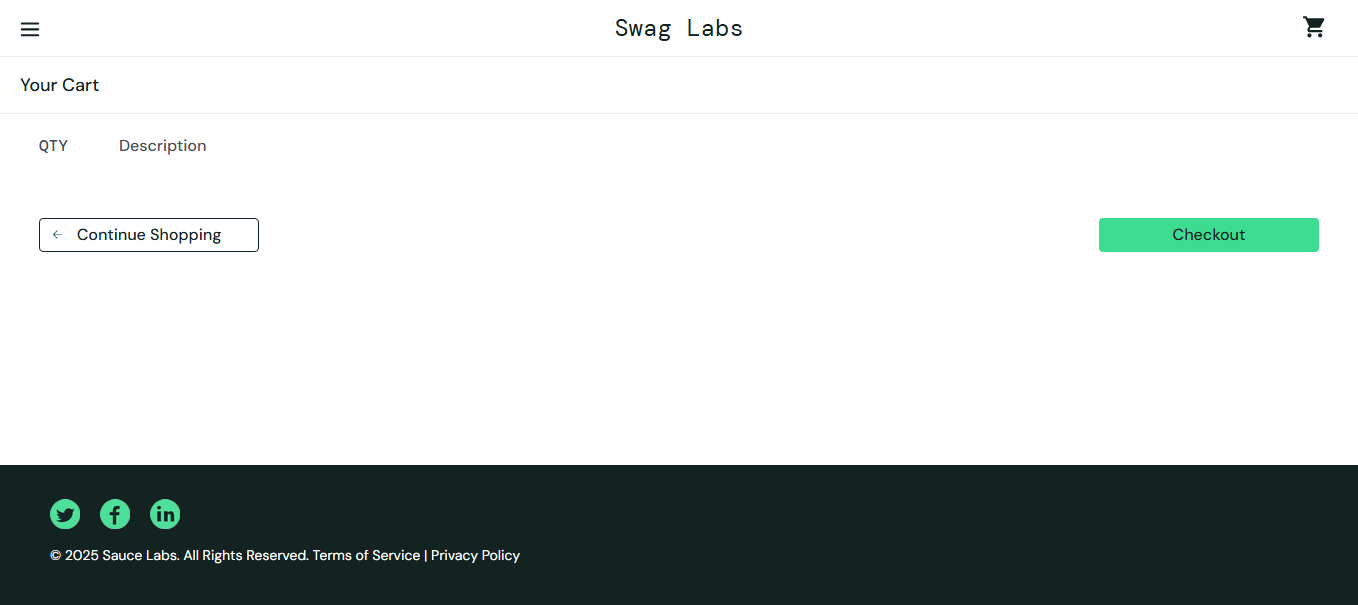 Swag Labs
Your Cart
QTY Description
Continue Shopping Checkout
© 2025 Sauce Labs. All Rights Reserved. Terms of Service | Privacy Policy